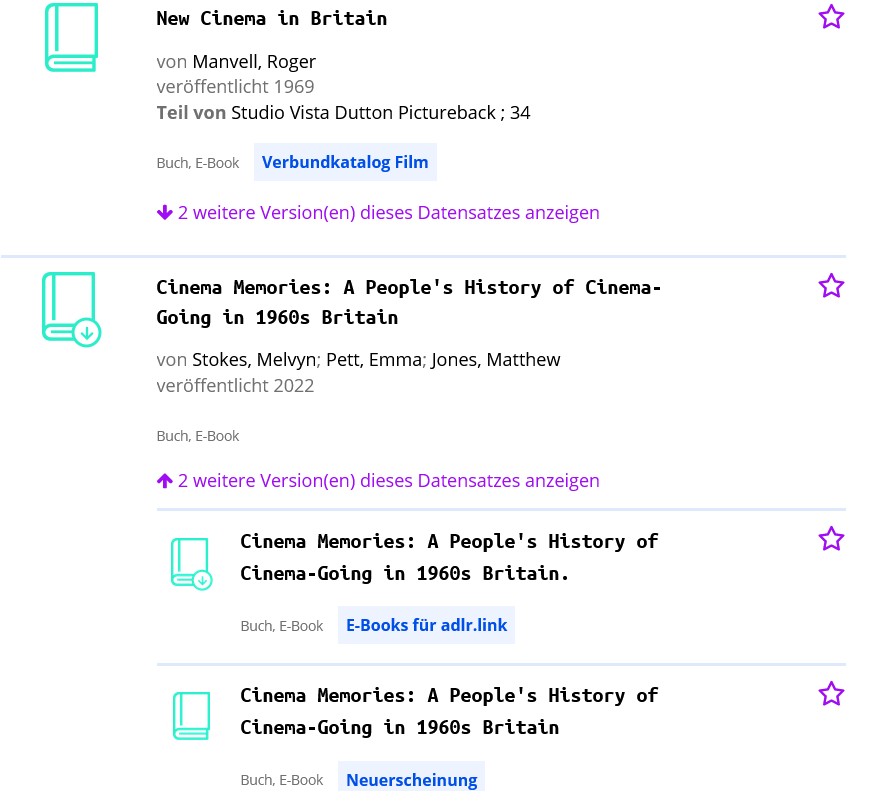 New Cinema in Britain
von Manvell, Roger
veröffentlicht 1969
Teil von Studio Vista Dutton Pictureback ; 34
Buch, E-Book Verbundkatalog Film
2 weitere Version(en) dieses Datensatzes anzeigen
Cinema Memories: A People's History of Cinema-
Going in 1960s Britain
von Stokes, Melvyn; Pett, Emma; Jones, Matthew
veröffentlicht 2022
Buch, E-Book
2 weitere Version(en) dieses Datensatzes anzeigen
Cinema Memories: A People's History of
Cinema-Going in 1960s Britain.
Buch, E-Book E-Books für adlr.link
Cinema Memories: A People's History of
Cinema-Going in 1960s Britain
Buch, E-Book Neuerscheinung